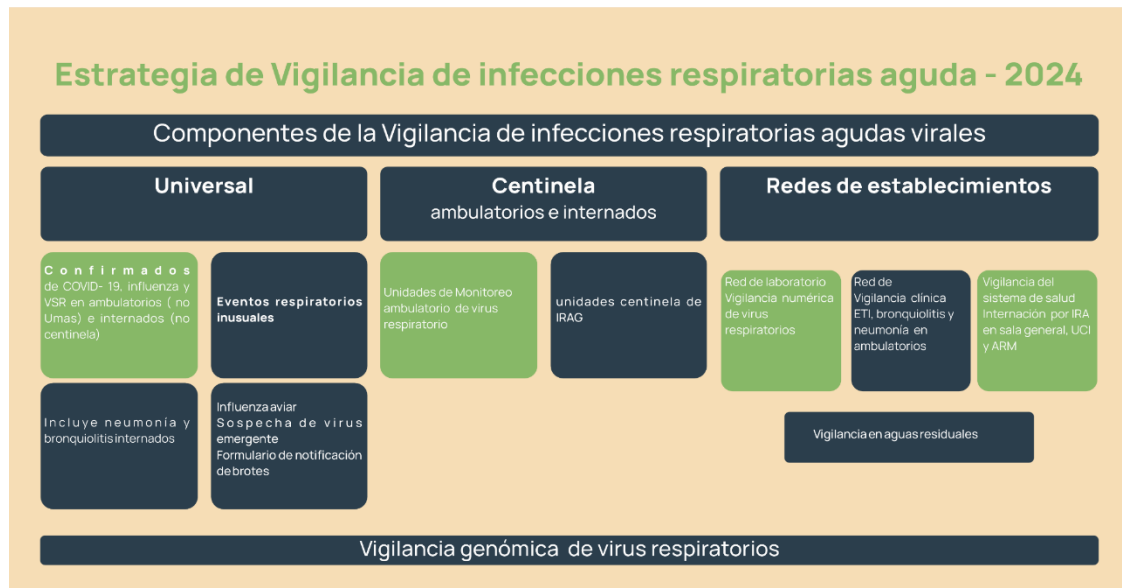 Estrategia de Vigilancia de infecciones respiratorias aguda - 2024
Componentes de la Vigilancia de infecciones respiratorias agudas virales
Universal
Centinela
ambulatorios e internados
Redes de establecimientos
Confirmados
de COVID- 19, influenza y
VSR en ambulatorios ( no
Umas) e internados (no
centinela)
Eventos respiratorios
inusuales
Unidades de Monitoreo
ambulatorio de virus
respiratorio
unidades centinela de
IRAG
Red de laboratorio
Vigilancia numérica
de virus
respiratorios
Red de
Vigilancia clínica
ETI, bronquiolitis y
neumonía en
ambulatorios
Vigilancia del
sistema de salud
Internación por IRA
en sala general, UCI
y ARM
Incluye neumonía y
bronquiolitis internados
Influenza aviar
Sospecha de virus
emergente
Formulario de notificación
de brotes
Vigilancia en aguas residuales
Vigilancia genómica de virus respiratorios